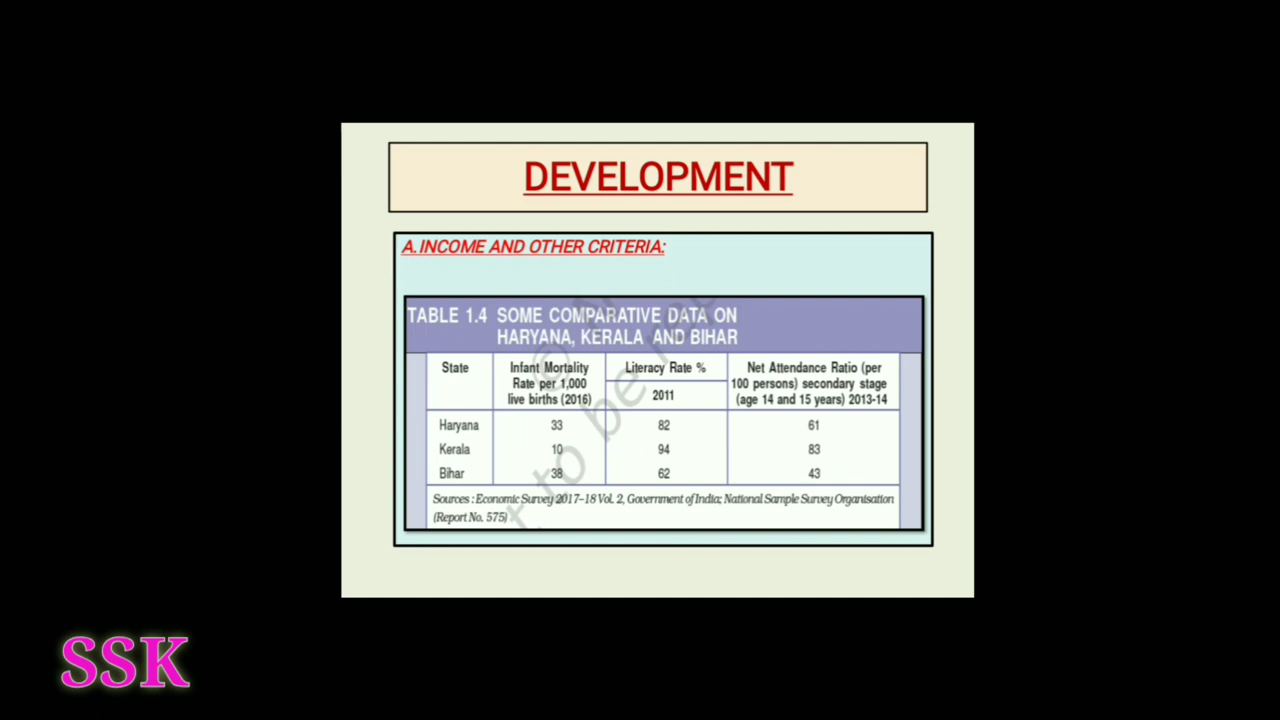 DEVELOPMENT
A. INCOME AND OTHER CRITERIA:
TABLE 1.4 SOME COMPARATIVE DATA ON
HARYANA, KERALA AND BIHAR
State
Infant Mortality
Rate per 1,000
live births (2016)
Literacy Rate %
2011
Net Attendance Ratio (per
100 persons) secondary stage
(age 14 and 15 years) 2013-14
Haryana 33 82 61
Kerala 10 94 83
Bihar 38 62 43
Sources : Economic Survey 2017–18 Vol. 2, Government of India; National Sample Survey Organisation
(Report No. 575)
to be
SSK